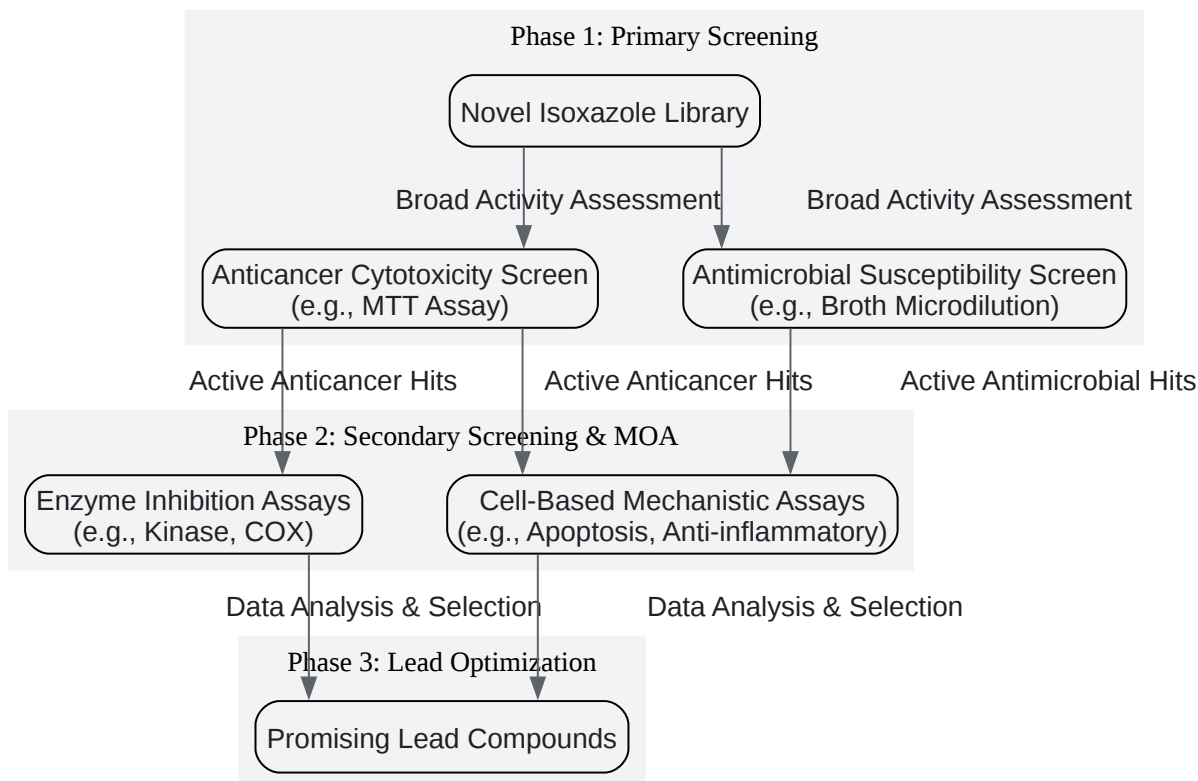 Phase 1: Primary Screening
Novel Isoxazole Library
Broad Activity Assessment
Broad Activity Assessment
Anticancer Cytotoxicity Screen
(e.g., MTT Assay)
Antimicrobial Susceptibility Screen
(e.g., Broth Microdilution)
Active Anticancer Hits
Active Anticancer Hits
Active Antimicrobial Hits
Phase 2: Secondary Screening & MOA
Enzyme Inhibition Assays
(e.g., Kinase, COX)
Cell-Based Mechanistic Assays
(e.g., Apoptosis, Anti-inflammatory)
Data Analysis & Selection
Data Analysis & Selection
Phase 3: Lead Optimization
Promising Lead Compounds